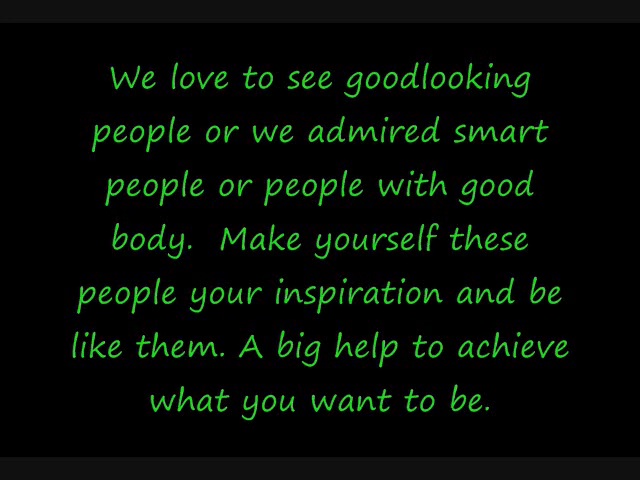 We love to see goodlooking
people or we admired smart
people or people with good
body.  Make yourself these
people your inspiration and be
like them. A big help to achieve
what you want to be.